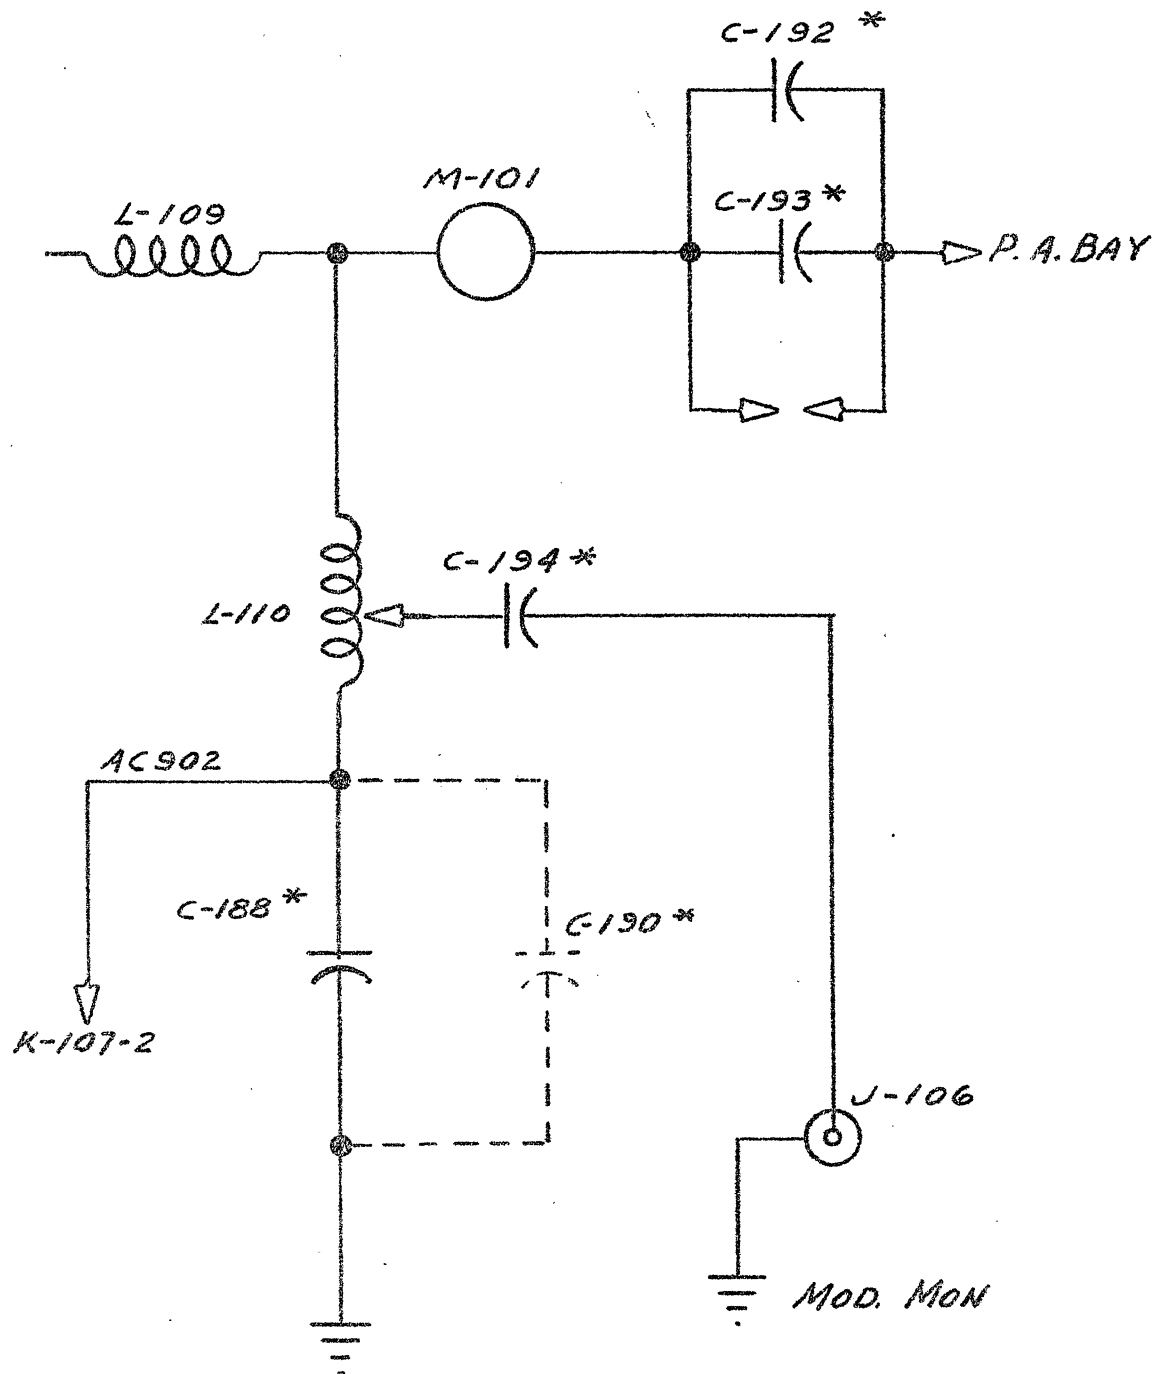 C-192 *
M-101
C-193 *
L-109
P. A. BAY
C-194 *
L-110
AC902
C-188 *
C-190 *
K-107-2
J-106
MOD. MON